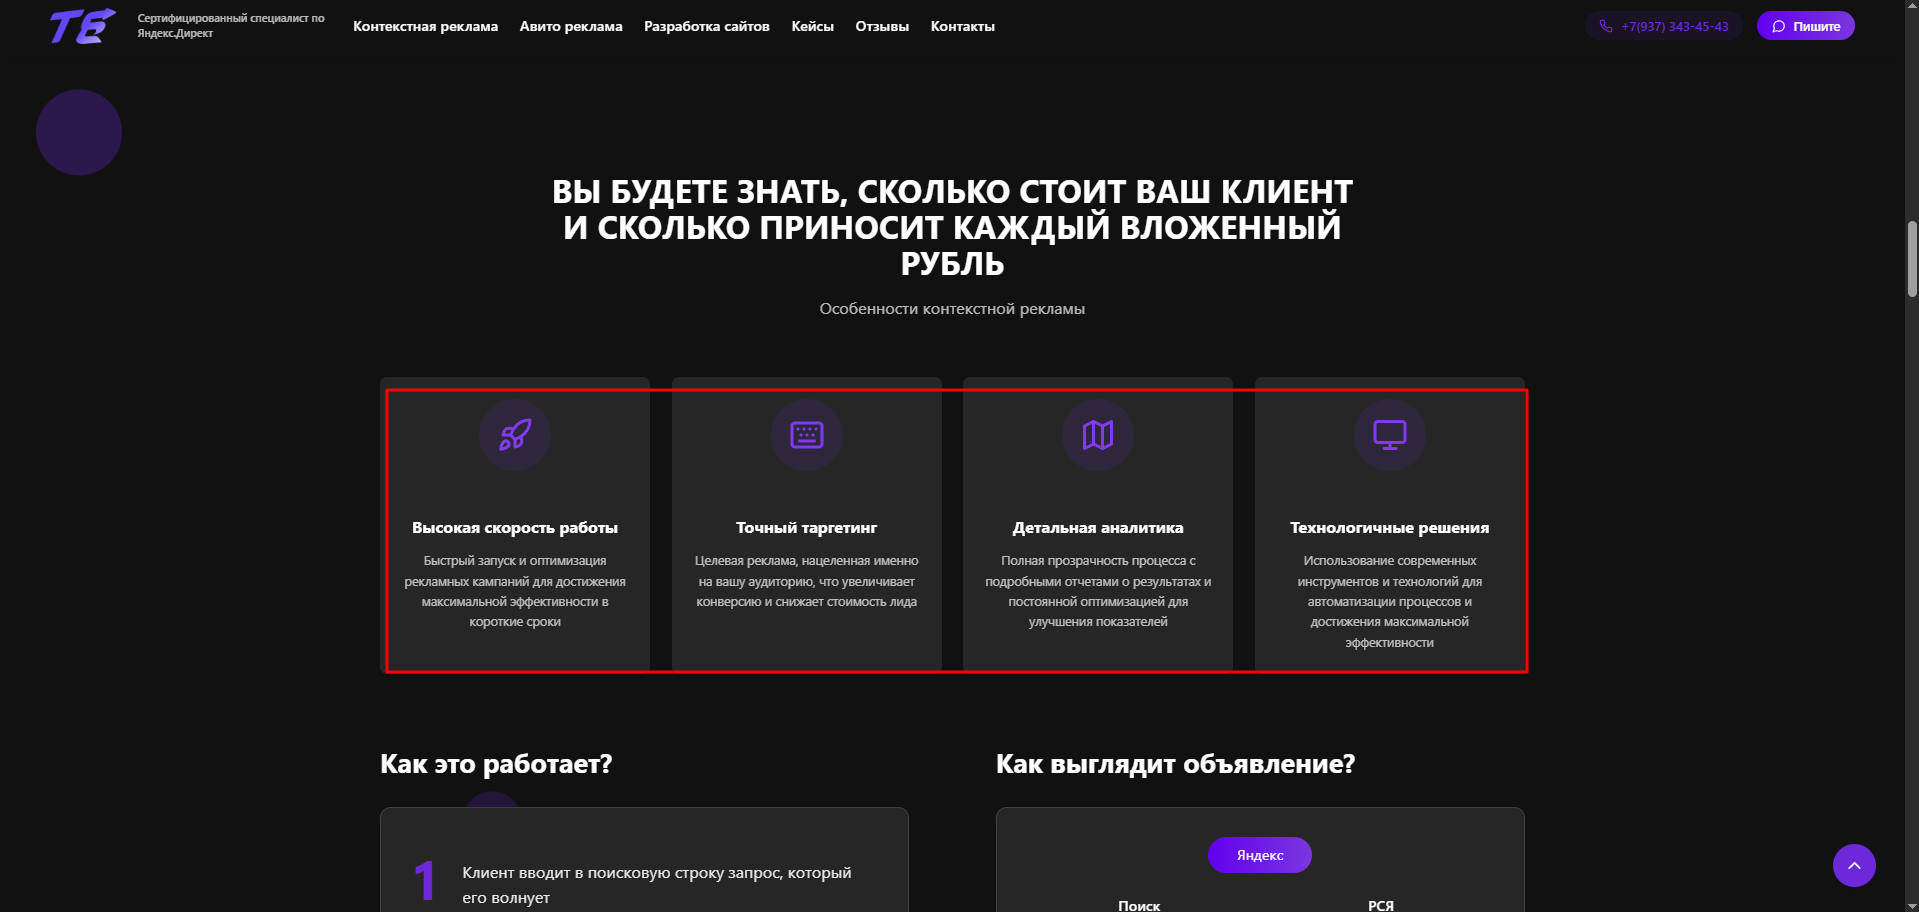 ТБ
Сертифицированный специалист по
Яндекс.Директ
Контекстная реклама
Авито реклама
Разработка сайтов
Кейсы
Отзывы
Контакты
+7(937) 343-45-43
Пишите
ВЫ БУДЕТЕ ЗНАТЬ, СКОЛЬКО СТОИТ ВАШ КЛИЕНТ
И СКОЛЬКО ПРИНОСИТ КАЖДЫЙ ВЛОЖЕННЫЙ
РУБЛЬ
Особенности контекстной рекламы
Высокая скорость работы
Быстрый запуск и оптимизация
рекламных кампаний для достижения
максимальной эффективности в
короткие сроки
Точный таргетинг
Целевая реклама, нацеленная именно
на вашу аудиторию, что увеличивает
конверсию и снижает стоимость лида
Детальная аналитика
Полная прозрачность процесса с
подробными отчетами о результатах и
постоянной оптимизацией для
улучшения показателей
Технологичные решения
Использование современных
инструментов и технологий для
автоматизации процессов и
достижения максимальной
эффективности
Как это работает?
1
Клиент вводит в поисковую строку запрос, который
его волнует
Как выглядит объявление?
Яндекс
Поиск
РСЯ